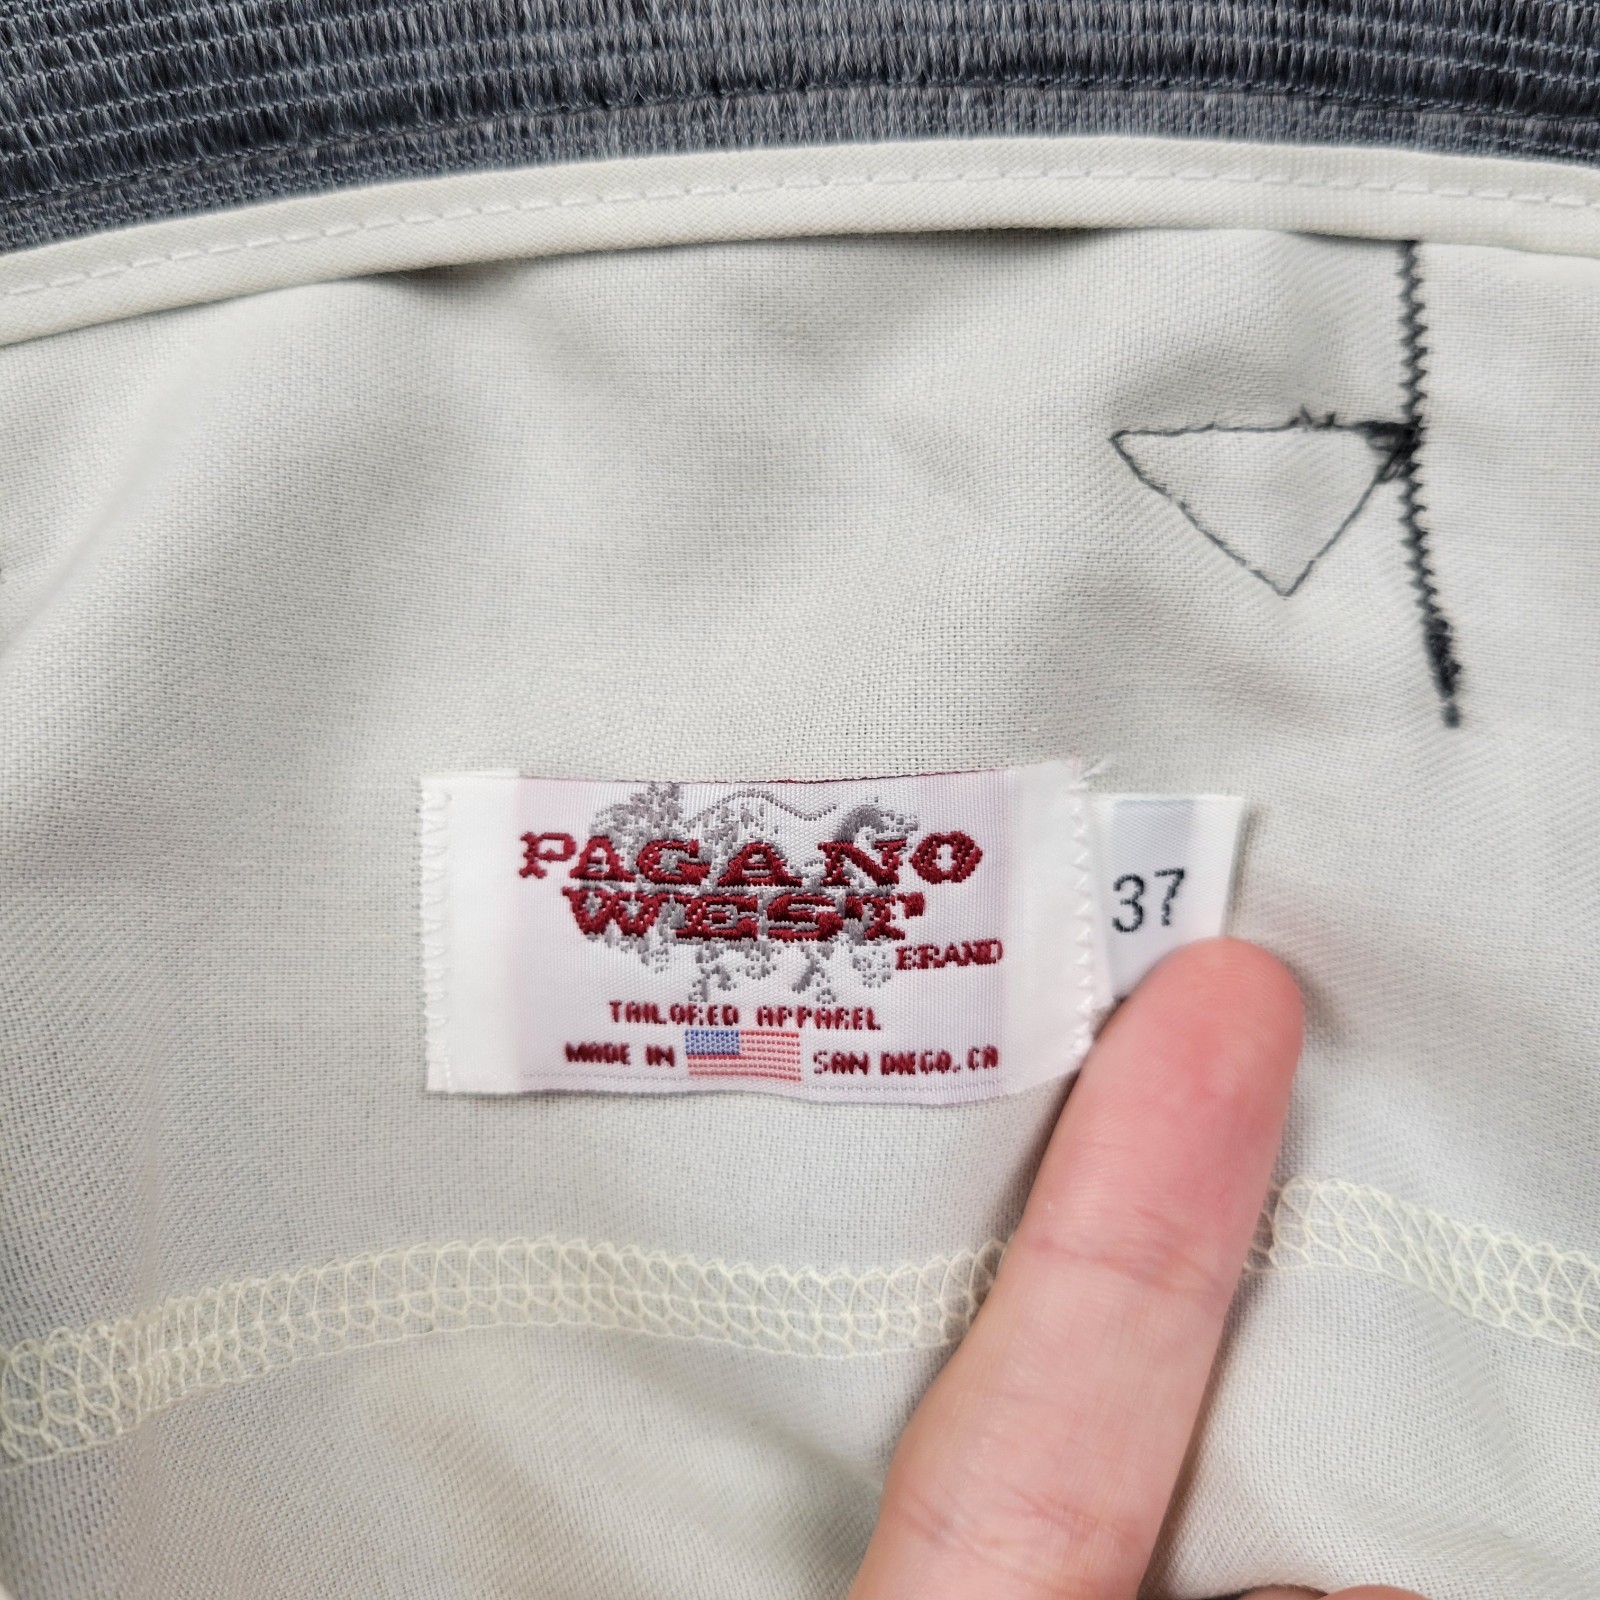 PAGANO
WEST
BRAND
TAILORED APPAREL
MADE IN SAN DIEGO, CA
37